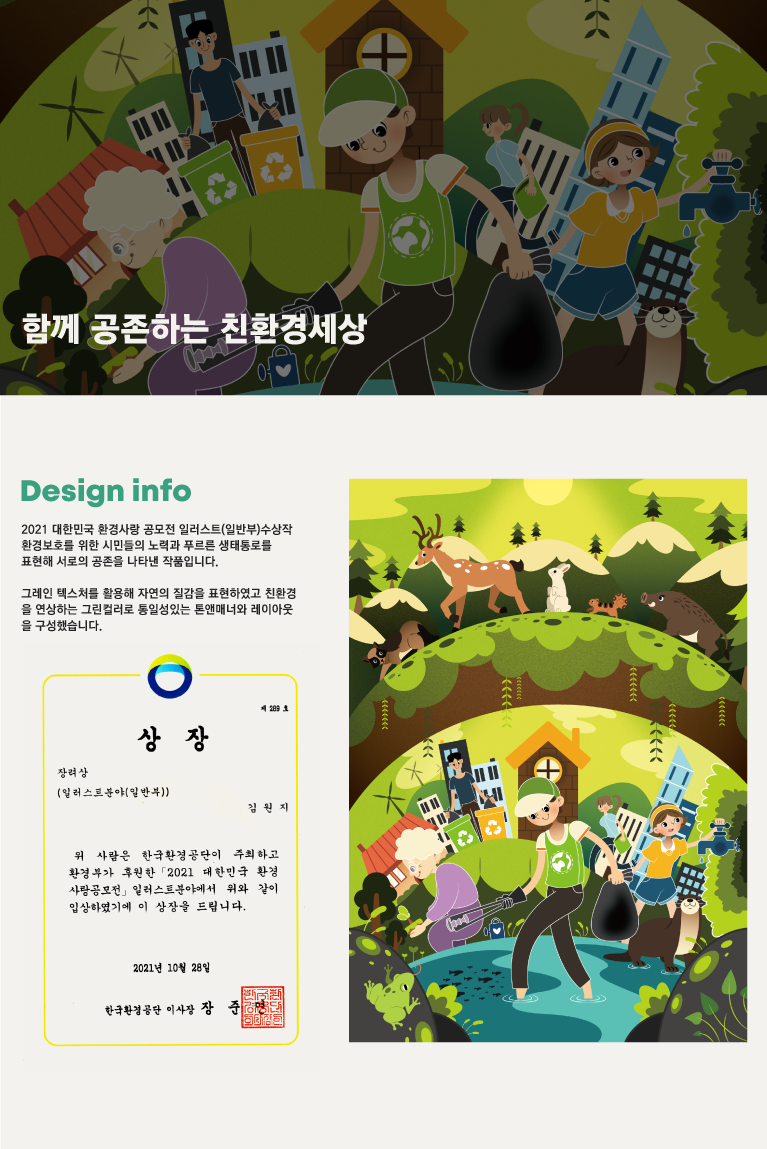 함께 공존하는 친환경세상
Design info
2021 대한민국 환경사랑 공모전 일러스트(일반부)수상작
환경보호를 위한 시민들의 노력과 푸르른 생태통로를
표현해 서로의 공존을 나타낸 작품입니다.
그레인 텍스처를 활용해 자연의 질감을 표현하였고 친환경
을 연상하는 그린컬러로 통일성있는 톤앤매너와 레이아웃
을 구성했습니다.
제 289 호
상 장
장려상
(일러스트분야(일반부))
김 원 지
위 사람은 한국환경공단이 주최하고
환경부가 후원한「2021 대한민국 환경
사랑공모전」일러스트분야에서 위와 같이
입상하였기에 이 상장을 드립니다.
2021년 10월 28일
한국환경공단 이사장 장 준 영